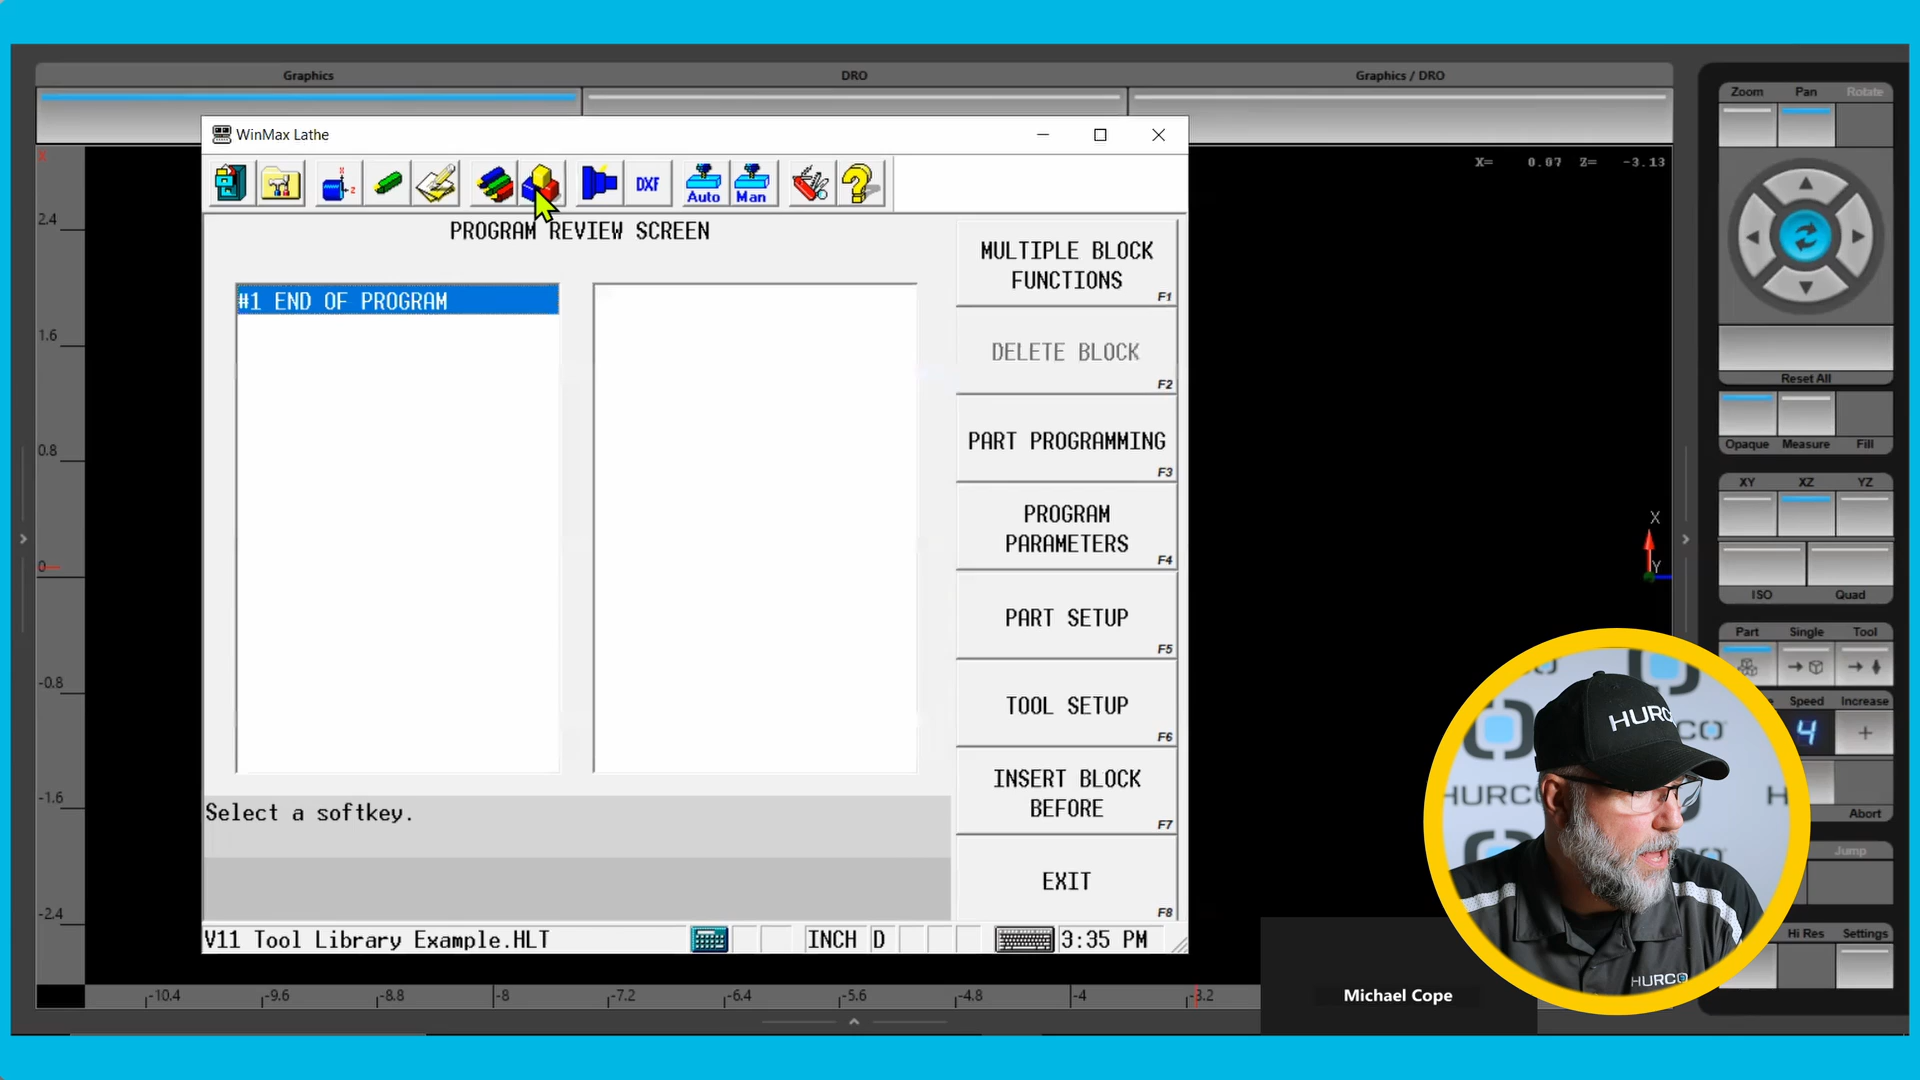 Graphics
DRO
Graphics / DRO
Zoom Pan Rotate
WinMax Lathe
DXF
Auto
Man
X
X= 0.07 Z= -3.13
PROGRAM REVIEW SCREEN
#1 END OF PROGRAM
MULTIPLE BLOCK
FUNCTIONS
F1
DELETE BLOCK
F2
PART PROGRAMMING
F3
PROGRAM
PARAMETERS
F4
PART SETUP
F5
TOOL SETUP
F6
INSERT BLOCK
BEFORE
F7
EXIT
F8
Select a softkey.
V11 Tool Library Example.HLT
INCH D
3:35 PM
2.4
1.6
0.8
0
-0.8
-1.6
-2.4
-10.4 -9.6 -8.8 -8 -7.2 -6.4 -5.6 -4.8 -4 -3.2
X
Y
Reset All
Opaque Measure Fill
XY XZ YZ
ISO Quad
Part Single Tool
Speed Increase
4 +
Abort
Jump
Hi Res Settings
HURCO
HURCO
HURCO
Michael Cope